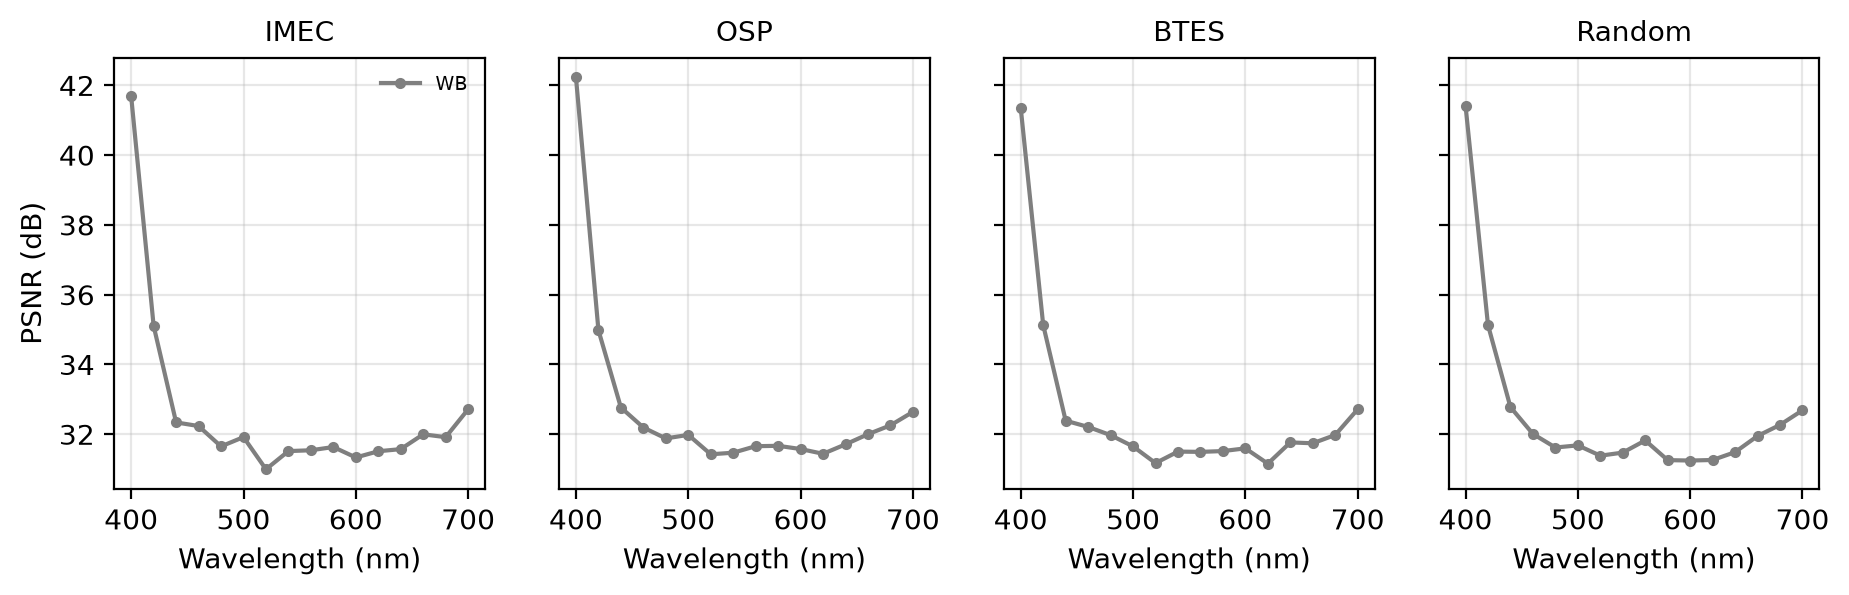 IMEC OSP BTES Random
WB
PSNR (dB)
42
40
38
36
34
32
400 500 600 700 400 500 600 700 400 500 600 700 400 500 600 700
Wavelength (nm) Wavelength (nm) Wavelength (nm) Wavelength (nm)